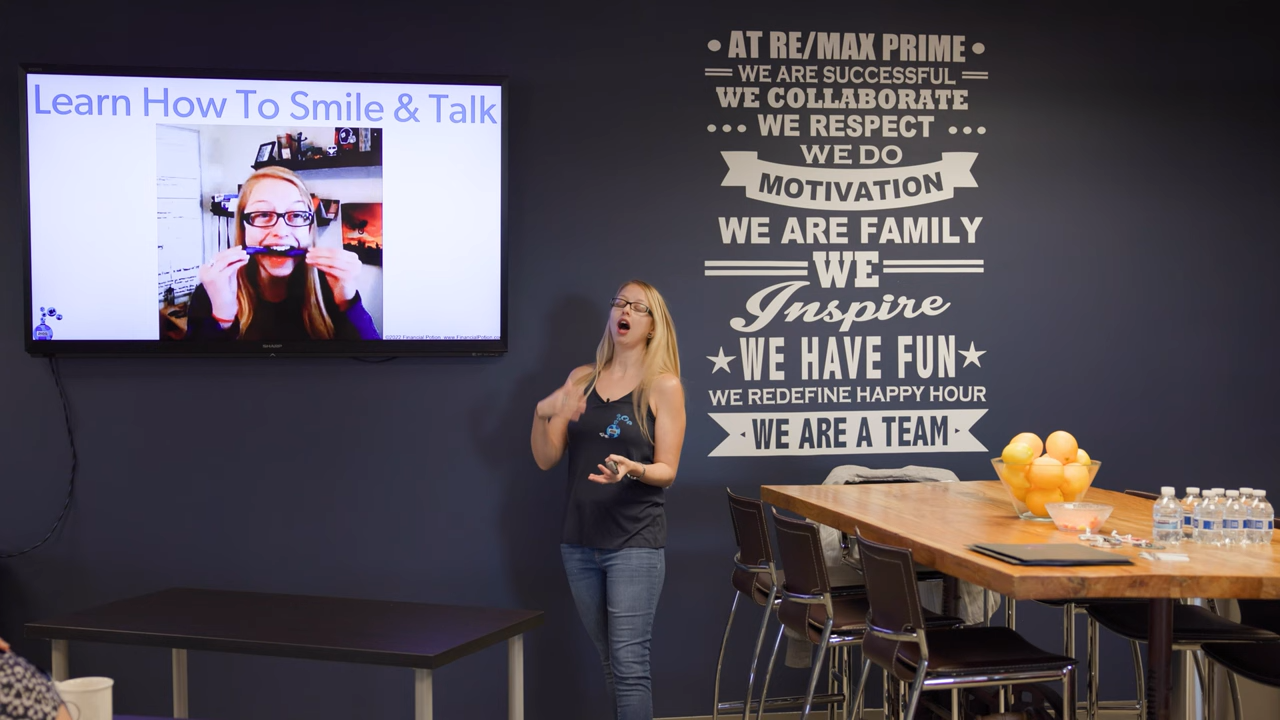 Learn How To Smile & Talk
©2022 Financial Potion, www.FinancialPotion.co
SHARP
AT RE/MAX PRIME
WE ARE SUCCESSFUL
WE COLLABORATE
WE RESPECT
WE DO
MOTIVATION
WE ARE FAMILY
WE
Inspire
WE HAVE FUN
WE REDEFINE HAPPY HOUR
WE ARE A TEAM